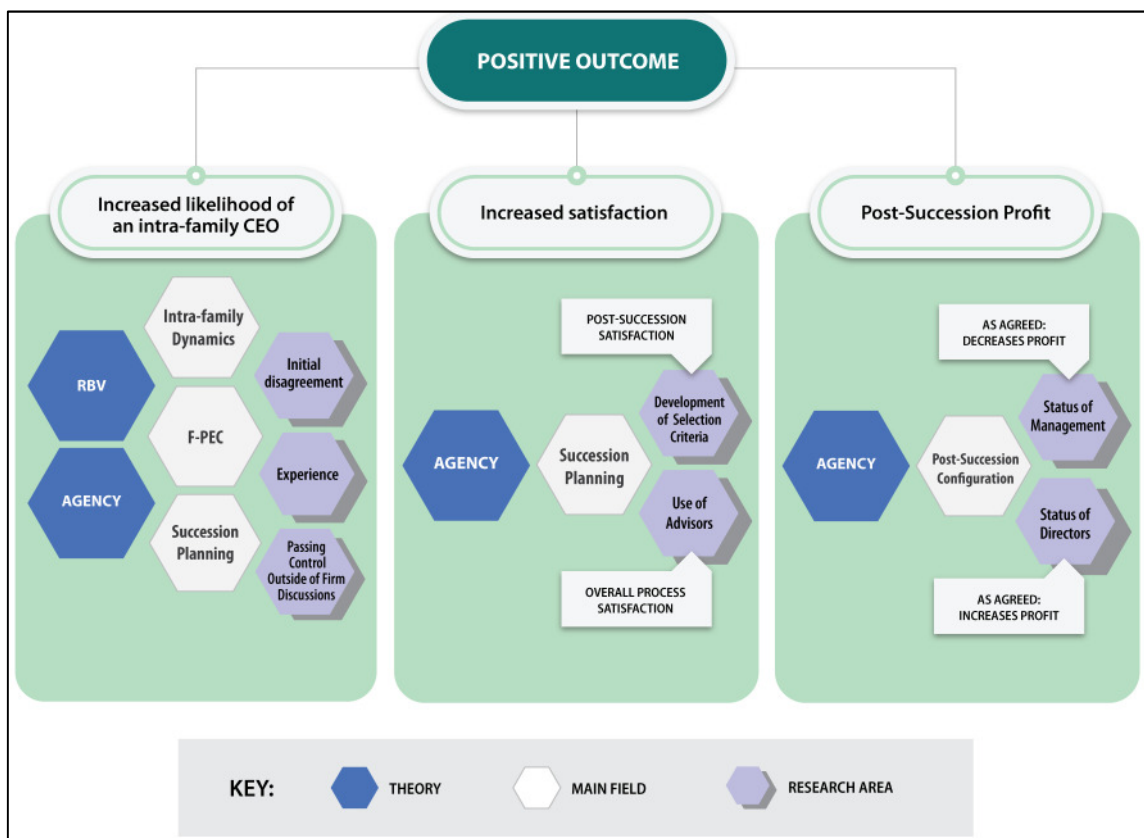 POSITIVE OUTCOME
Increased likelihood of
an intra-family CEO
Intra-family
Dynamics
RBV
Initial
disagreement
F-PEC
AGENCY
Experience
Succession
Planning
Passing
Control
Outside of Firm
Discussions
Increased satisfaction
POST-SUCCESSION
SATISFACTION
Development
of Selection
Criteria
AGENCY
Succession
Planning
Use of
Advisors
OVERALL PROCESS
SATISFACTION
Post-Succession Profit
AS AGREED:
DECREASES PROFIT
Status of
Management
AGENCY
Post-Succession
Configuration
Status of
Directors
AS AGREED:
INCREASES PROFIT
KEY:
THEORY
MAIN FIELD
RESEARCH AREA